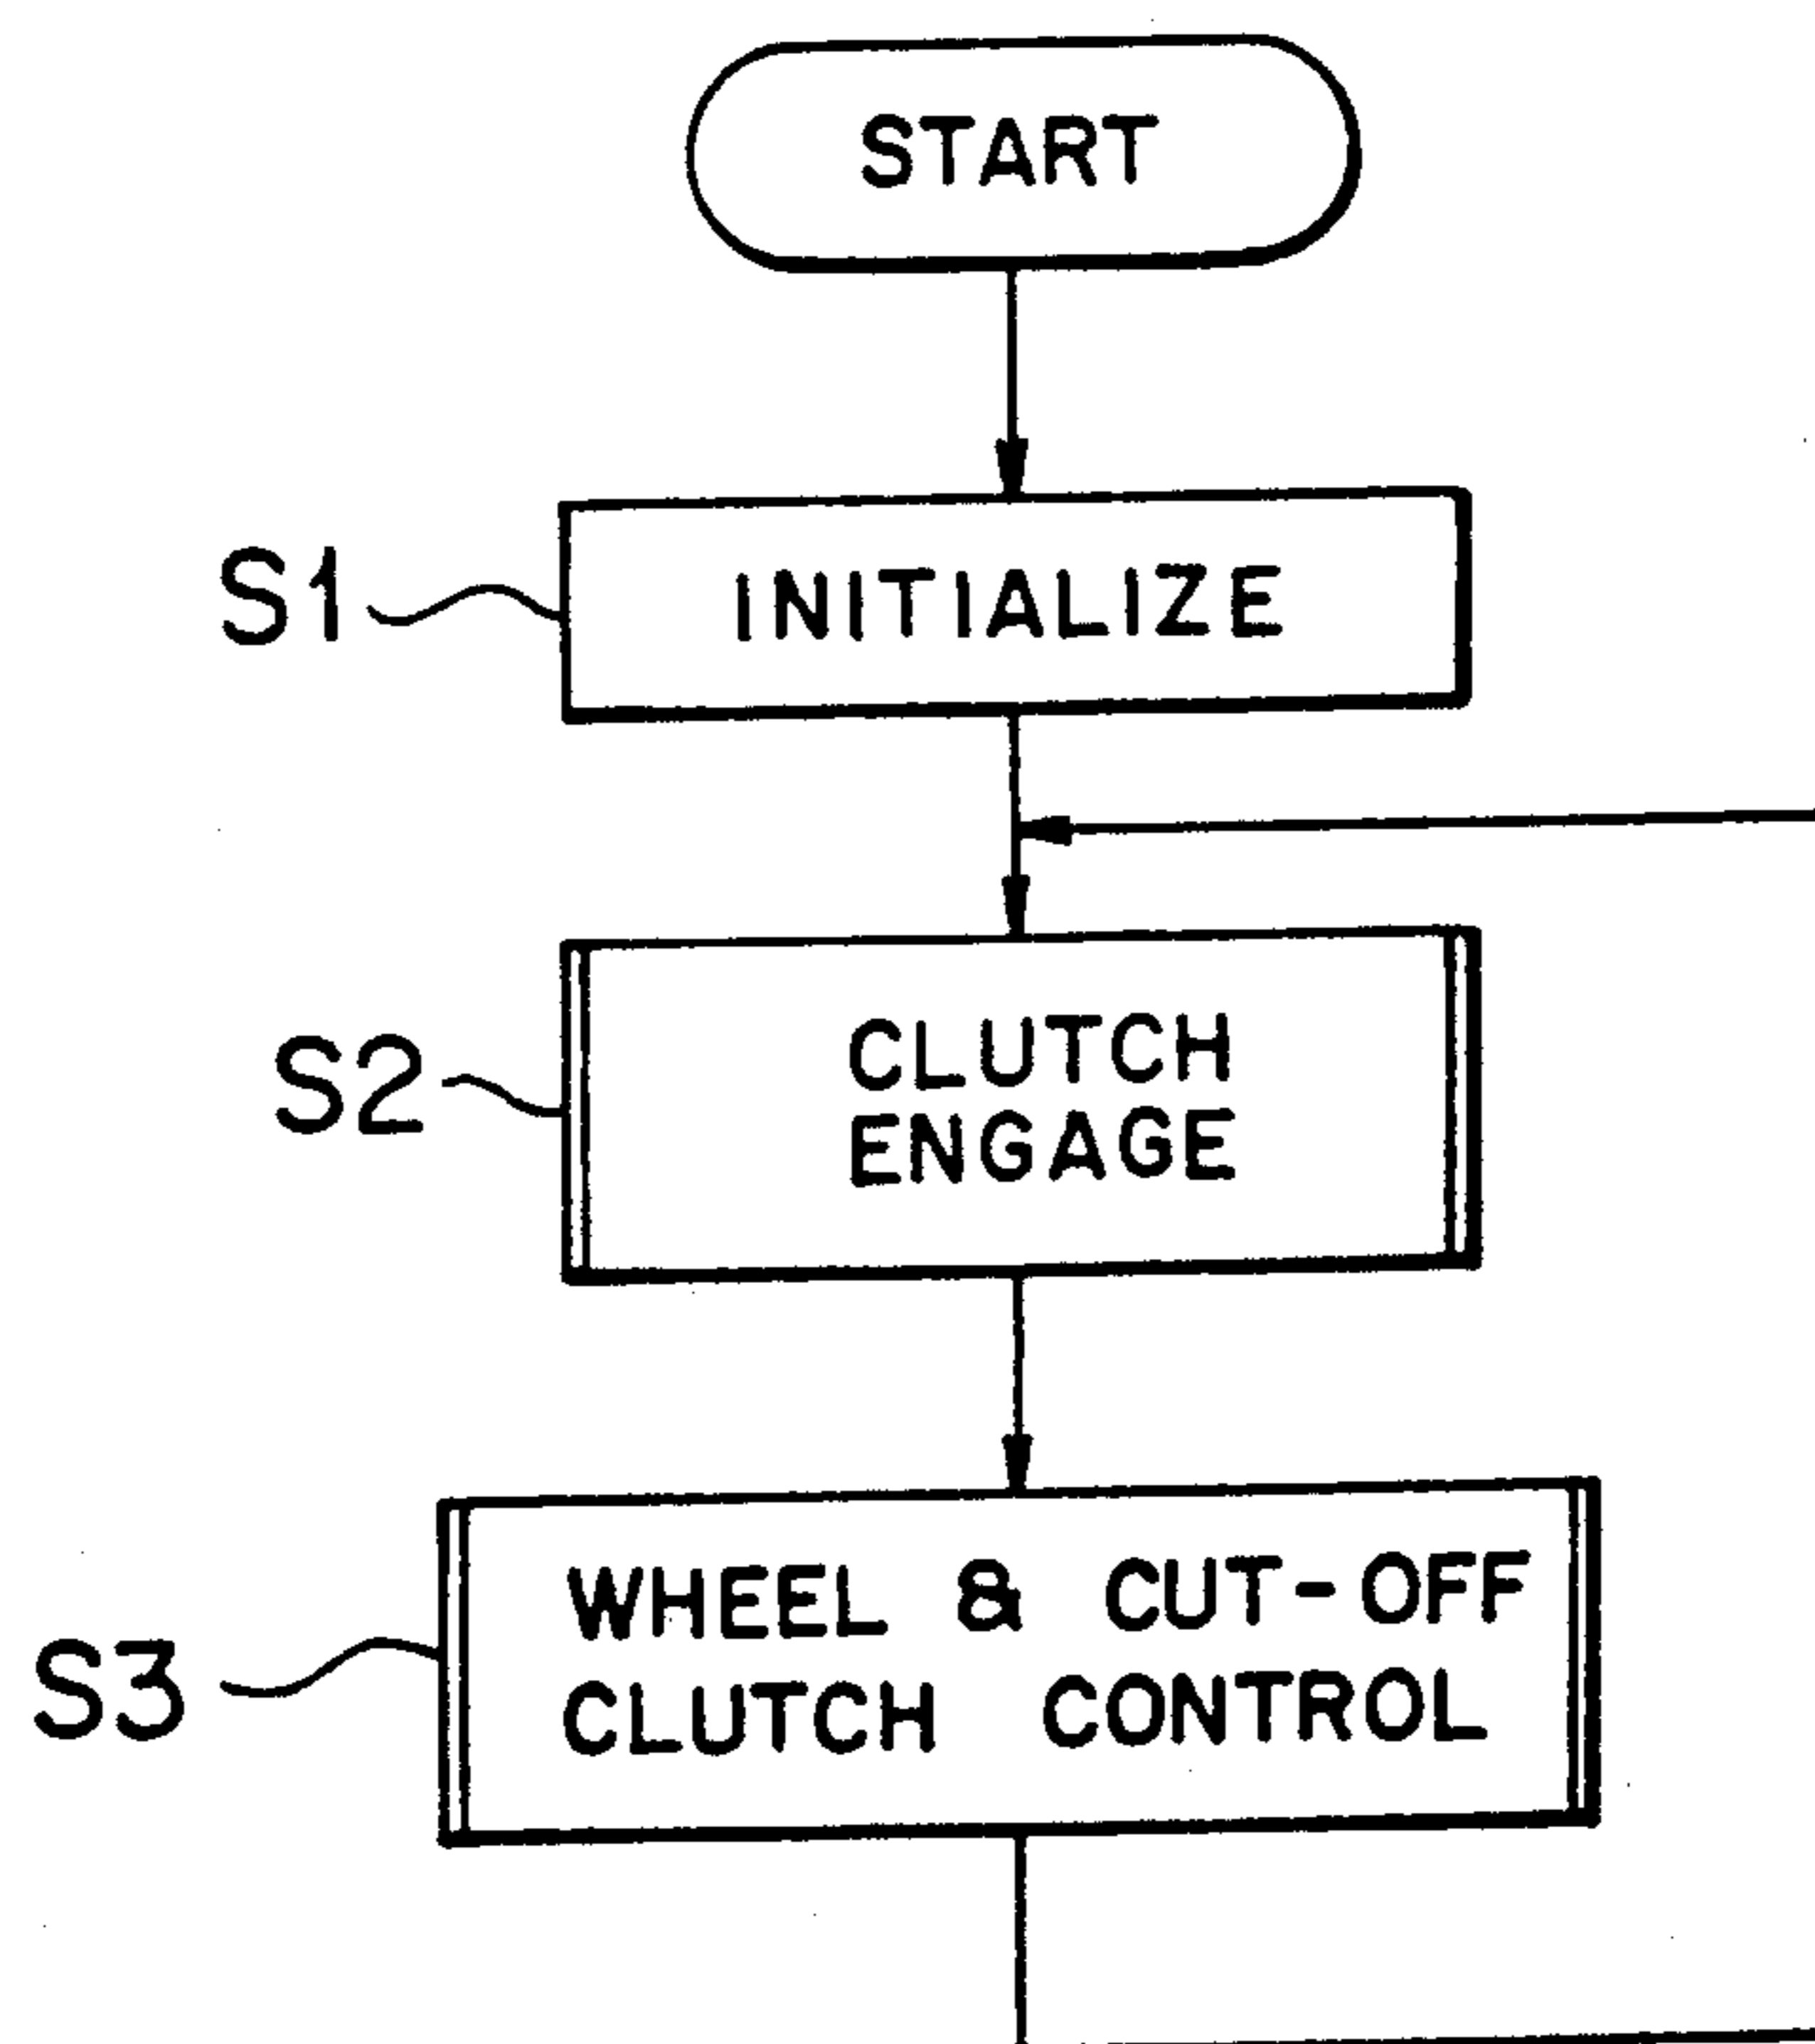 START
S1
INITIALIZE
S2
CLUTCH
ENGAGE
S3
WHEEL & CUT-OFF
CLUTCH CONTROL